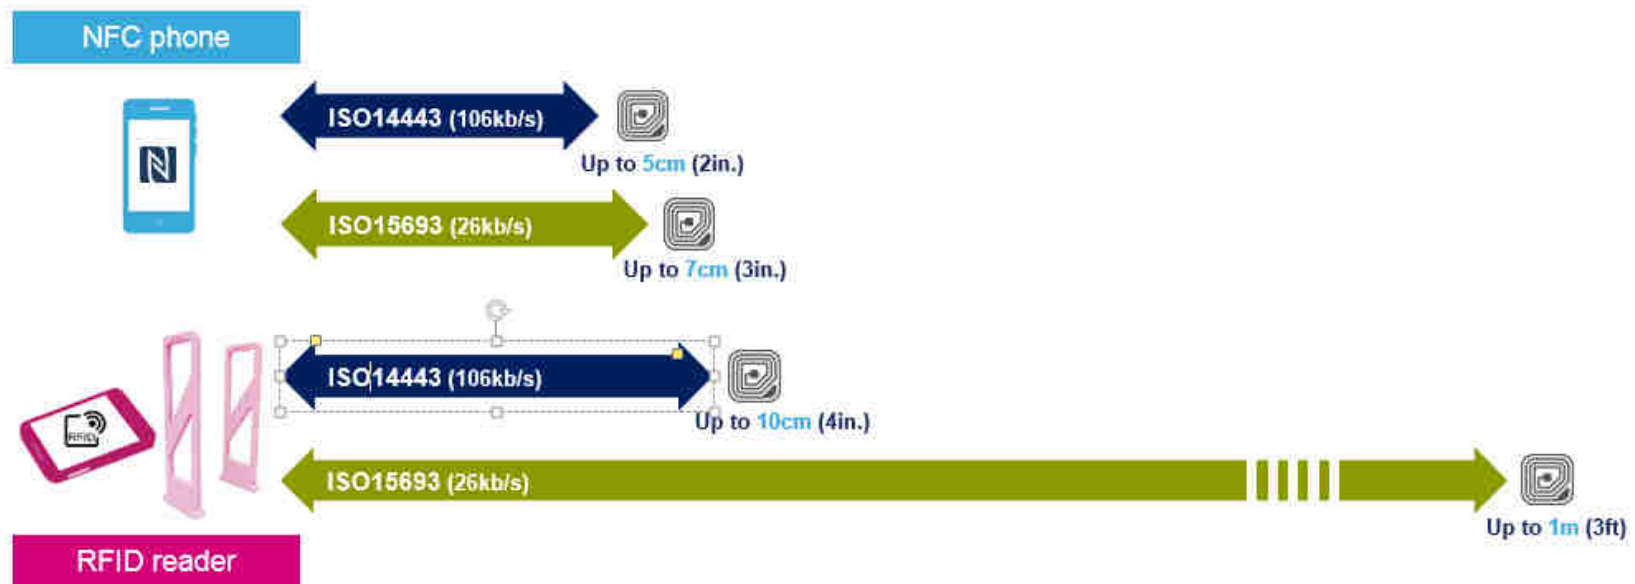 NFC phone
ISO14443 (106kb/s)
Up to 5cm (2in.)
ISO15693 (26kb/s)
Up to 7cm (3in.)
ISO14443 (106kb/s)
RFID
Up to 10cm (4in.)
ISO15693 (26kb/s)
Up to 1m (3ft)
RFID reader